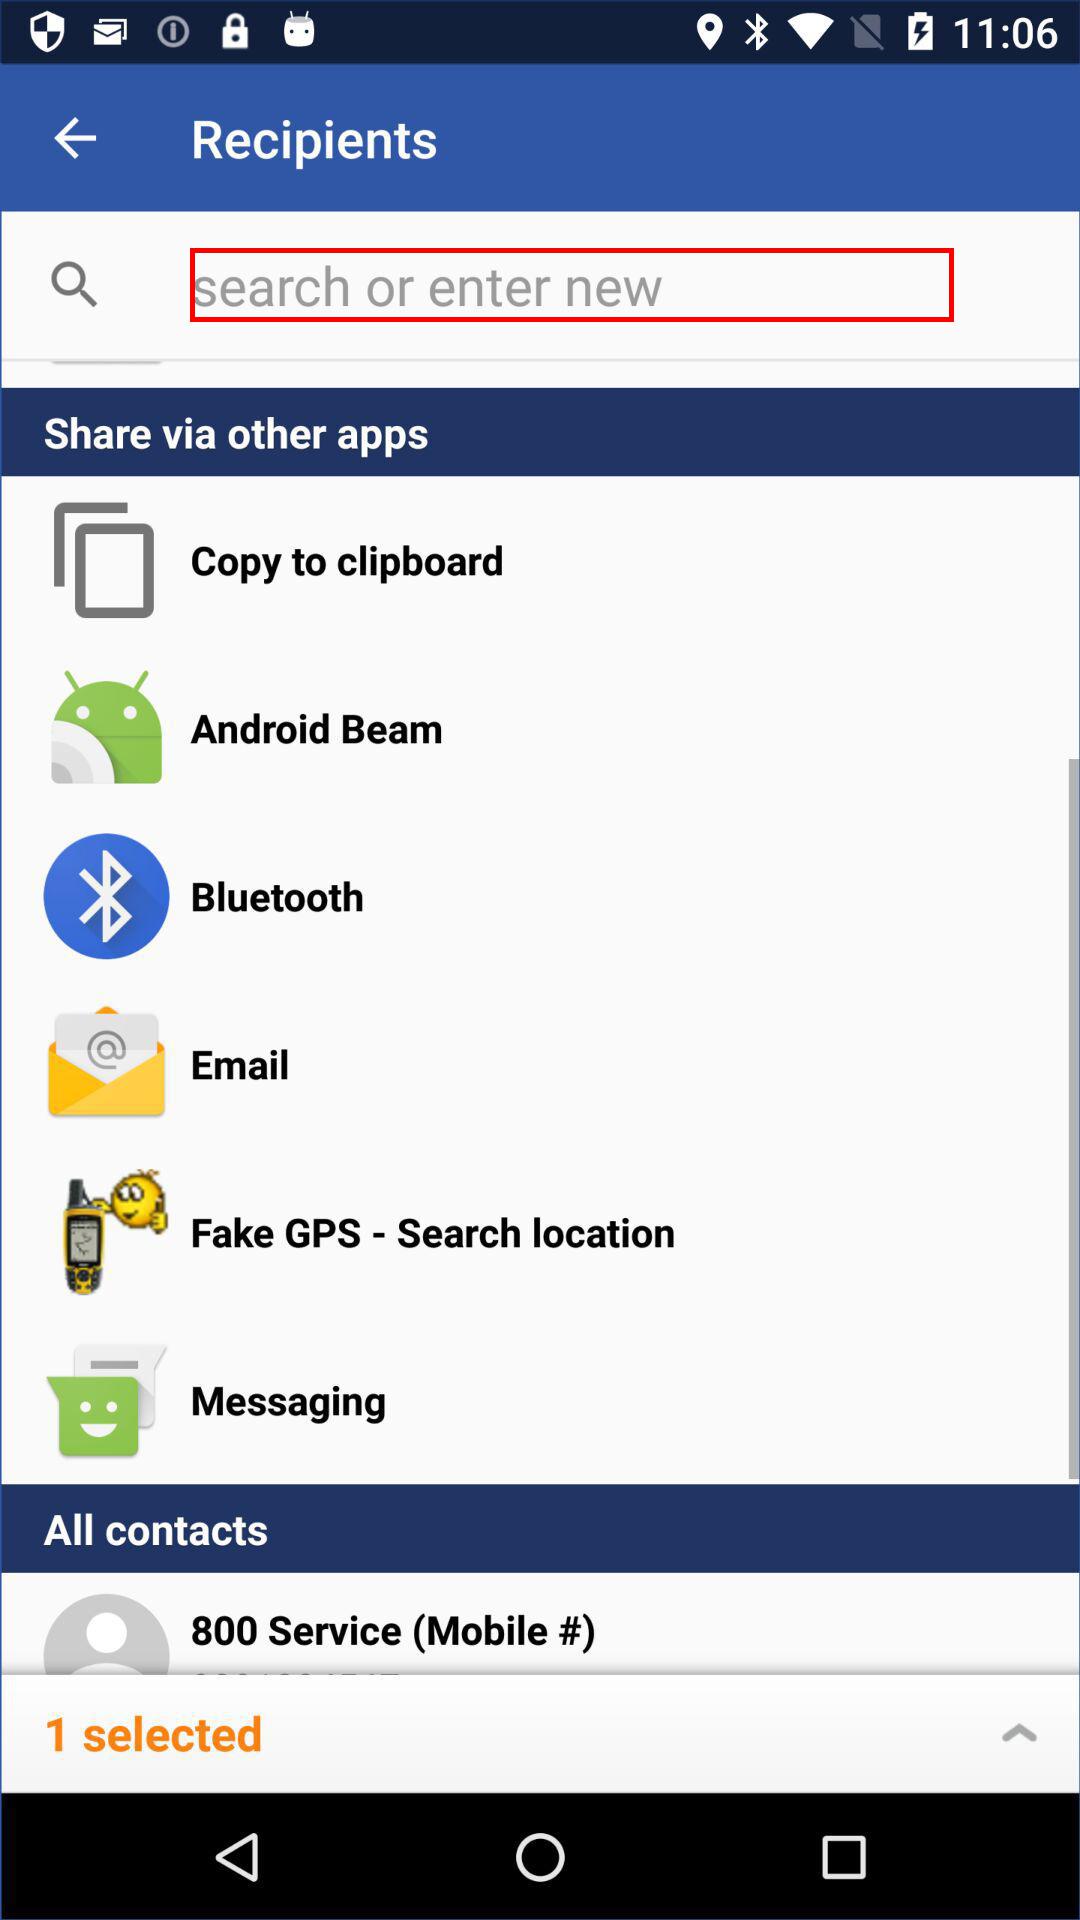 11:06
Recipients
search or enter new
Share via other apps
Copy to clipboard
Android Beam
Bluetooth
@
Email
Fake GPS - Search location
Messaging
All contacts
800 Service (Mobile #)
1 selected